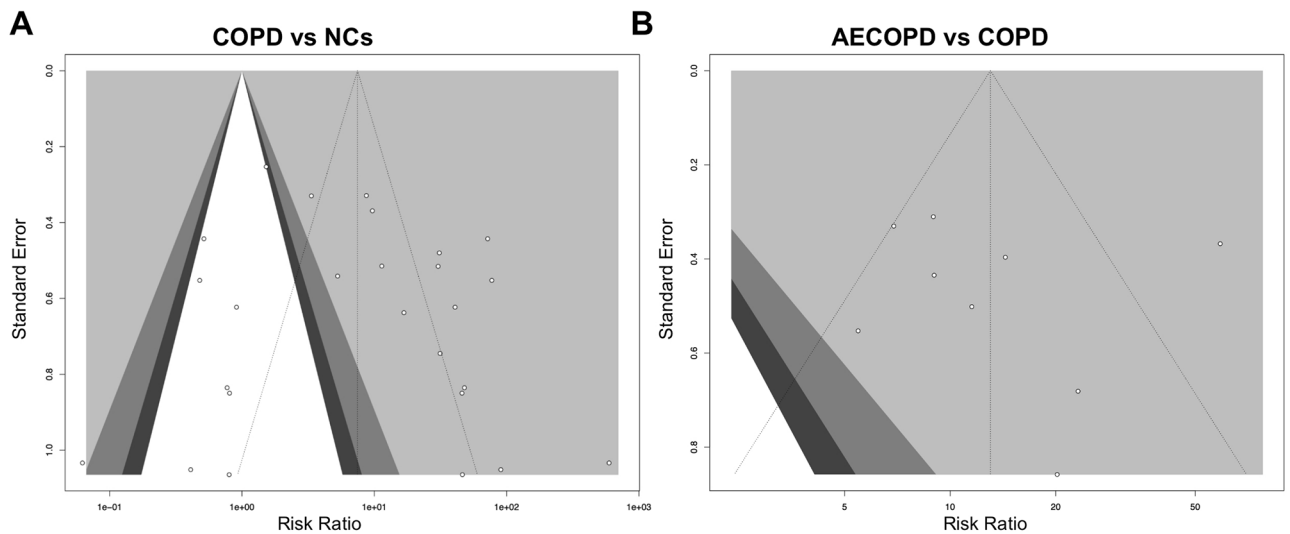 A
COPD vs NCs
Standard Error
0.0
0.2
0.4
0.6
0.8
1.0
1e−01 1e+00 1e+01 1e+02 1e+03
Risk Ratio
B
AECOPD vs COPD
Standard Error
0.0
0.2
0.4
0.6
0.8
5 10 20 50
Risk Ratio